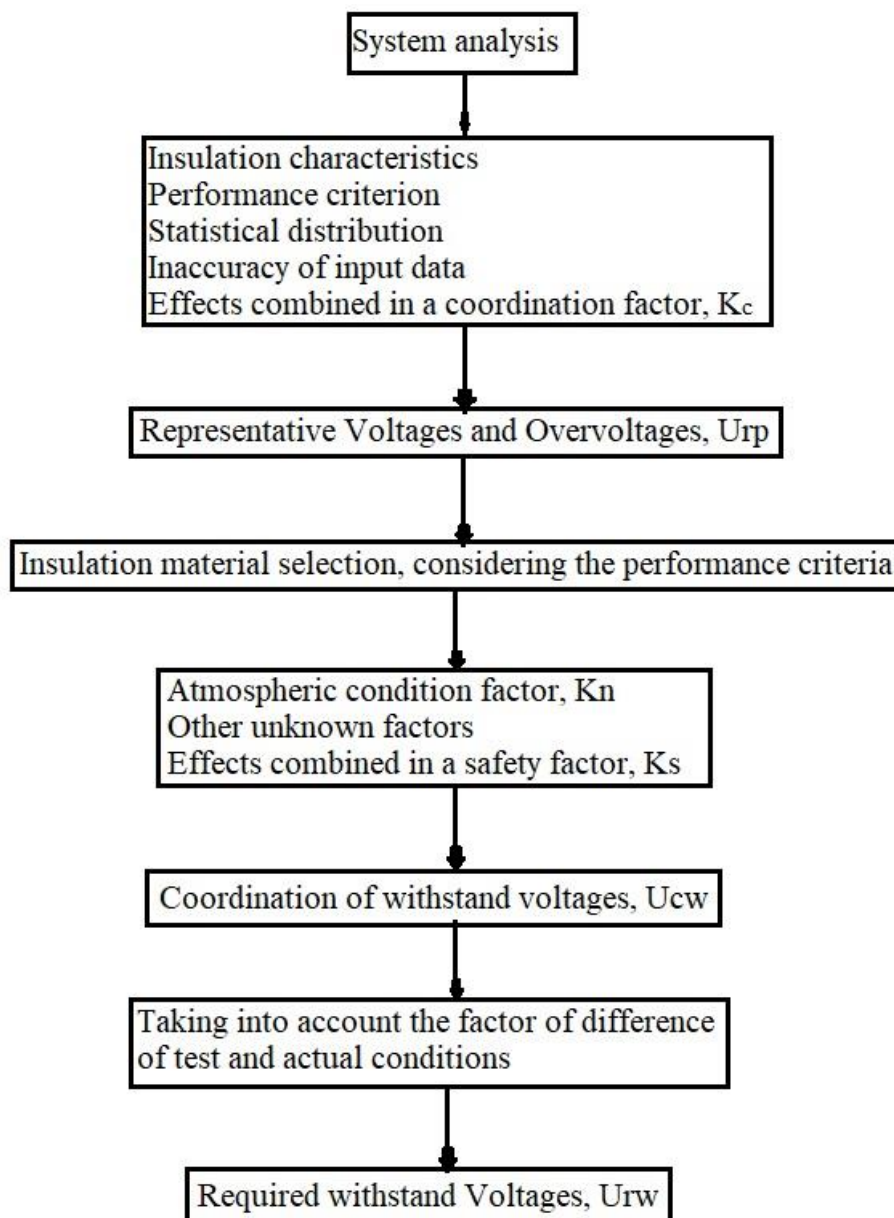 System analysis
Insulation characteristics
Performance criterion
Statistical distribution
Inaccuracy of input data
Effects combined in a coordination factor, Kc
Representative Voltages and Overvoltages, Urp
Insulation material selection, considering the performance criteria
Atmospheric condition factor, Kn
Other unknown factors
Effects combined in a safety factor, Ks
Coordination of withstand voltages, Ucw
Taking into account the factor of difference
of test and actual conditions
Required withstand Voltages, Urw